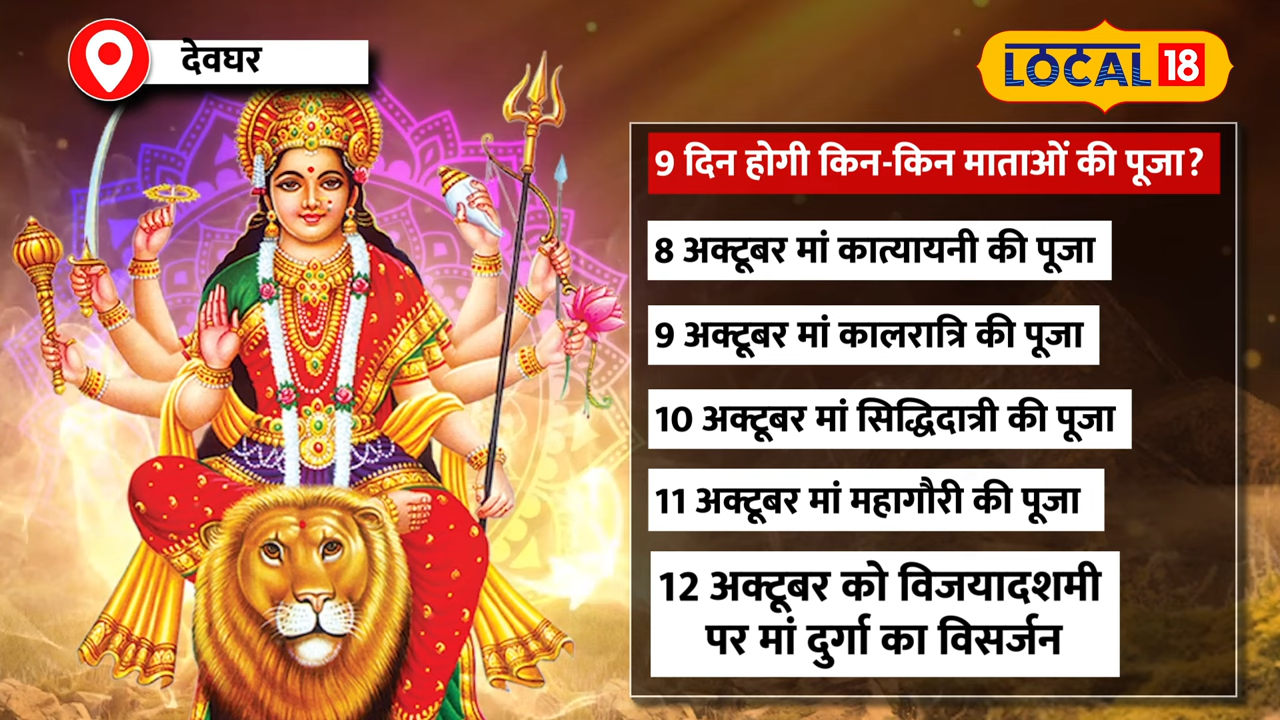 देवघर
LOCAL 18
9 दिन होगी किन-किन माताओं की पूजा?
8 अक्टूबर मां कात्यायनी की पूजा
9 अक्टूबर मां कालरात्रि की पूजा
10 अक्टूबर मां सिद्धिदात्री की पूजा
11 अक्टूबर मां महागौरी की पूजा
12 अक्टूबर को विजयादशमी
पर मां दुर्गा का विसर्जन